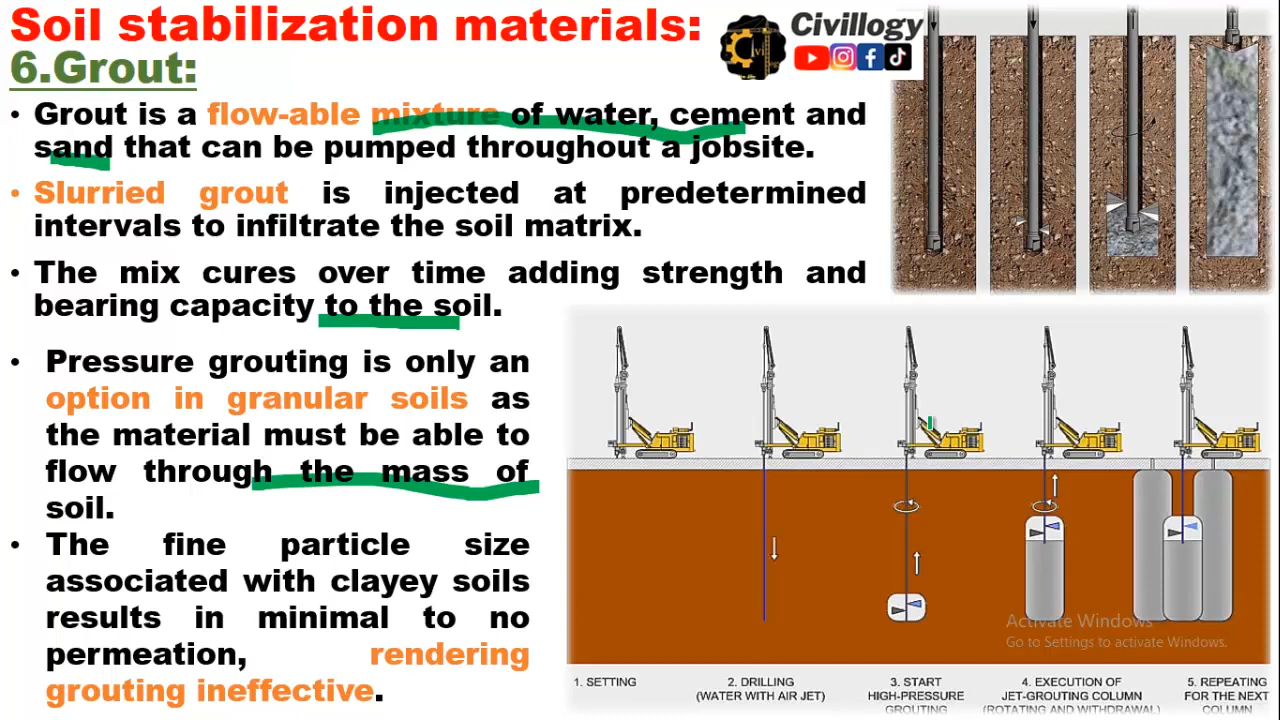 Soil stabilization materials:
Civillogy
6.Grout:
• Grout is a flow-able mixture of water, cement and
sand that can be pumped throughout a jobsite.
• Slurried grout is injected at predetermined
intervals to infiltrate the soil matrix.
• The mix cures over time adding strength and
bearing capacity to the soil.
• Pressure grouting is only an
option in granular soils as
the material must be able to
flow through the mass of
soil.
• The fine particle size
associated with clayey soils
results in minimal to no
permeation, rendering
grouting ineffective.
Activate Windows
Go to Settings to activate Windows.
1. SETTING
2. DRILLING
(WATER WITH AIR JET)
3. START
HIGH-PRESSURE
GROUTING
4. EXECUTION OF
JET-GROUTING COLUMN
(ROTATING AND WITHDRAWAL)
5. REPEATING
FOR THE NEXT
COLUMN